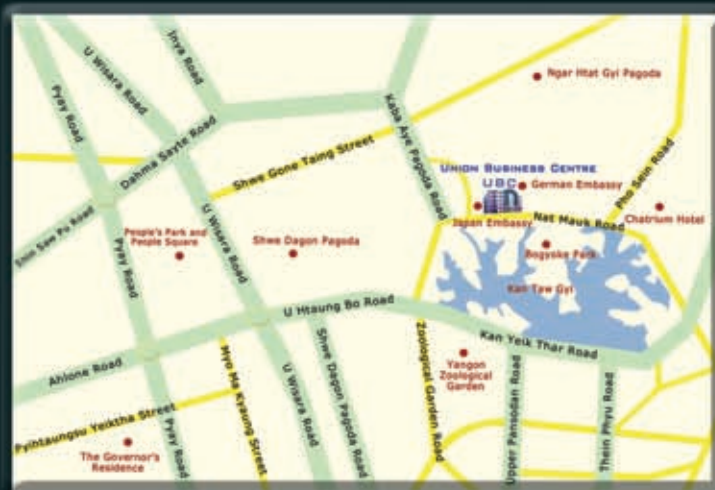 Inya Road
U Wisara Road
Pyay Road
Ngar Htat Gyi Pagoda
Kaba Aye Pagoda Road
Dahma Sayte Road
Shwe Gone Taing Street
Pho Sein Road
UNION BUSINESS CENTRE
UBC
German Embassy
Japan Embassy
Nat Mauk Road
Chatrium Hotel
Shin Saw Pu Road
People's Park and
People Square
U Wisara Road
Shwe Dagon Pagoda
Bogyoke Park
Pyay Road
Kan Taw Gyi
U Htaung Bo Road
Kan Yeik Thar Road
Ahlone Road
Myo Ma Kyaung Street
U Wisara Road
Shwe Dagon Pagoda Road
Zoological Garden Road
Yangon
Zoological
Garden
Upper Pansodan Road
Thein Phyu Road
Pyihtaungsu Yeiktha Street
Pyay Road
The Governor's
Residence